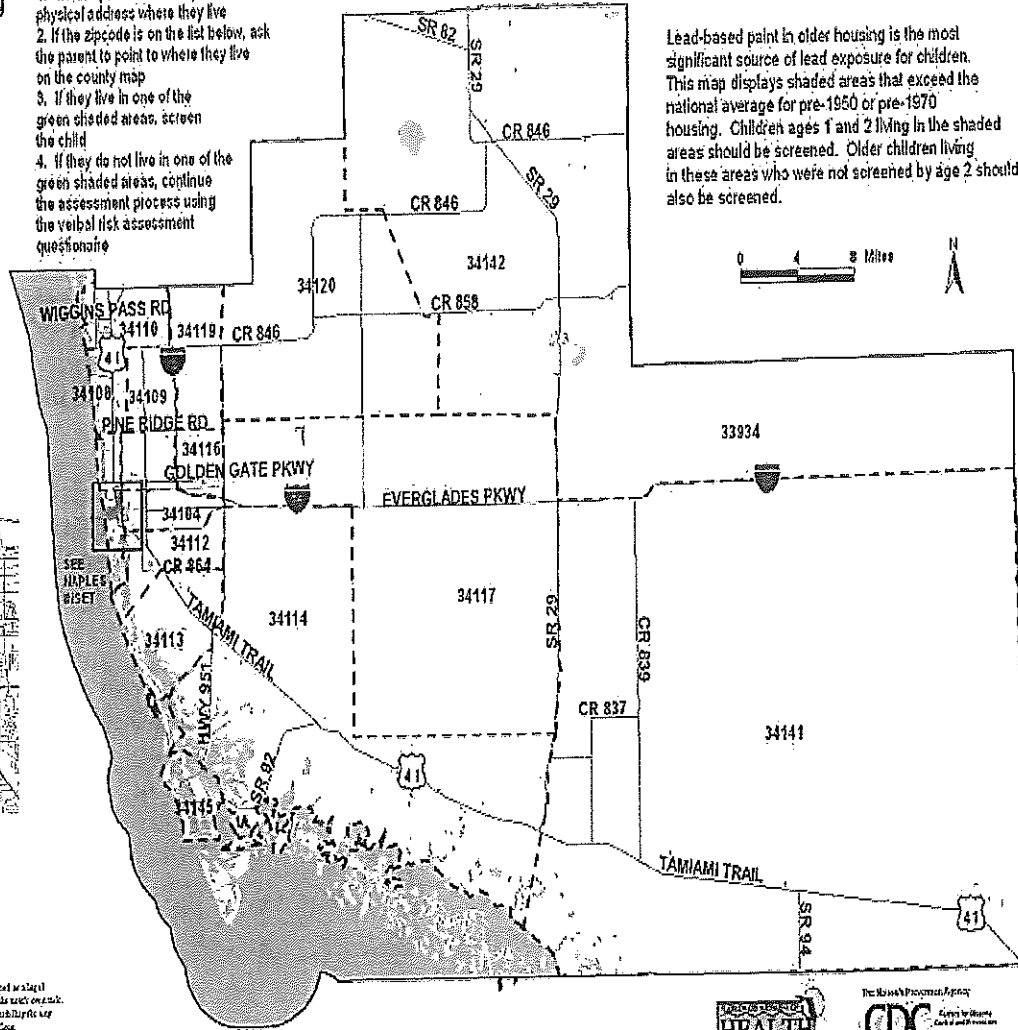 physical address where they live
2. If the zipcode is on the list below, ask
the parent to point to where they live
on the county map
3. If they live in one of the
green shaded areas, screen
the child
4. If they do not live in one of the
green shaded areas, continue
the assessment process using
the verbal risk assessment
questionaire
Lead-based paint in older housing is the most
significant source of lead exposure for children.
This map displays shaded areas that exceed the
national average for pre-1950 or pre-1970
housing. Children ages 1 and 2 living in the shaded
areas should be screened. Older children living
in these areas who were not screened by age 2 should
also be screened.
0 4 8 Miles
N
SR 82
SR 29
CR 846
SR 29
CR 846
34142
34120
CR 858
WIGGINS PASS RD
34110
34119
CR 846
41
34108
34109
PINE RIDGE RD
34116
GOLDEN GATE PKWY
33934
EVERGLADES PKWY
34104
34112
CR 864
SEE
NAPLES
INSET
34117
34114
TAMIAMI TRAIL
34113
HWY 951
SR 29
CR 839
CR 837
34141
SR 92
41
34145
TAMIAMI TRAIL
SR 94
41
HEALTH
CDC